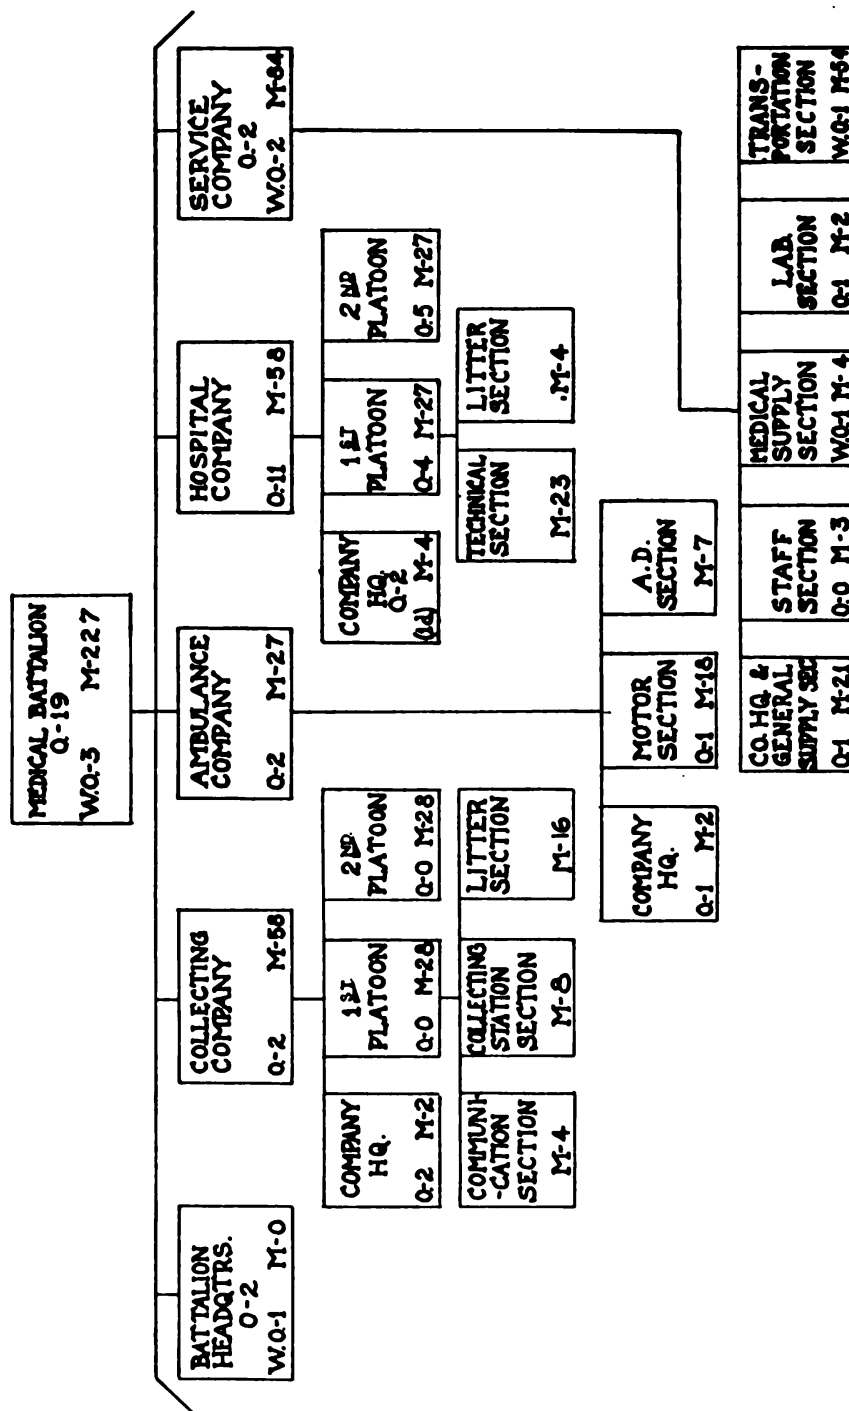 MEDICAL BATTALION
O-19
W.O.-3 M-227
BATTALION
HEADQTRS.
O-2
W.O-1 M-0
COLLECTING
COMPANY
O-2 M-58
AMBULANCE
COMPANY
O-2 M-27
HOSPITAL
COMPANY
O-11 M-58
SERVICE
COMPANY
O-2
W.O.-2 M-84
COMPANY
HQ.
O-2 M-2
1ST
PLATOON
O-0 M-28
2ND
PLATOON
O-0 M-28
COMMUNI-
-CATION
SECTION
M-4
COLLECTING
STATION
SECTION
M-8
LITTER
SECTION
M-16
COMPANY
HQ.
O-1 M-2
MOTOR
SECTION
O-1 M-18
A.D.
SECTION
M-7
COMPANY
HQ.
O-2
(1d) M-4
1ST
PLATOON
O-4 M-27
2ND
PLATOON
O-5 M-27
TECHNICAL
SECTION
M-23
LITTER
SECTION
M-4
CO. HQ. &
GENERAL
SUPPLY SEC
O-1 M-21
STAFF
SECTION
O-0 M-3
MEDICAL
SUPPLY
SECTION
W.O-1 M-4
LAB.
SECTION
O-1 M-2
TRANS-
PORTATION
SECTION
W.O-1 M-54